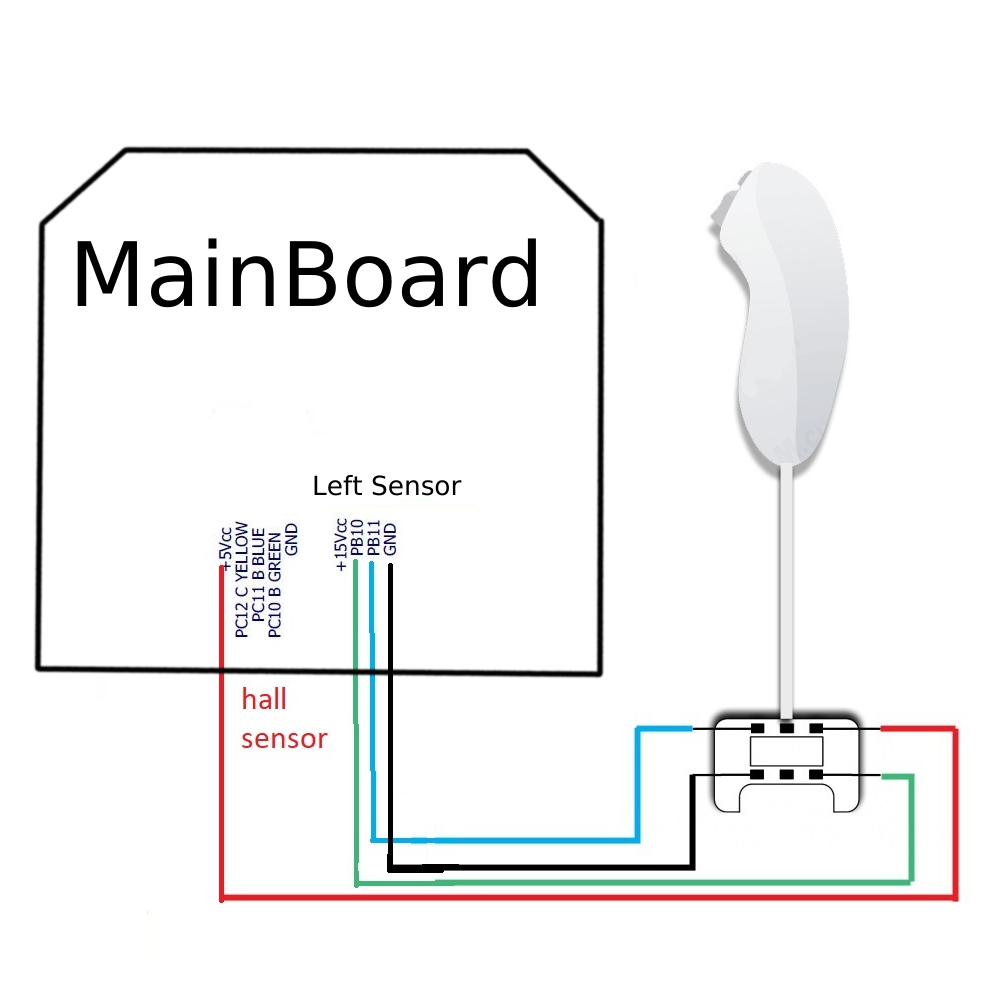 MainBoard
Left Sensor
+5Vcc
PC12 C YELLOW
PC11 B BLUE
PC10 B GREEN
GND
+15Vcc
PB10
PB11
GND
hall
sensor